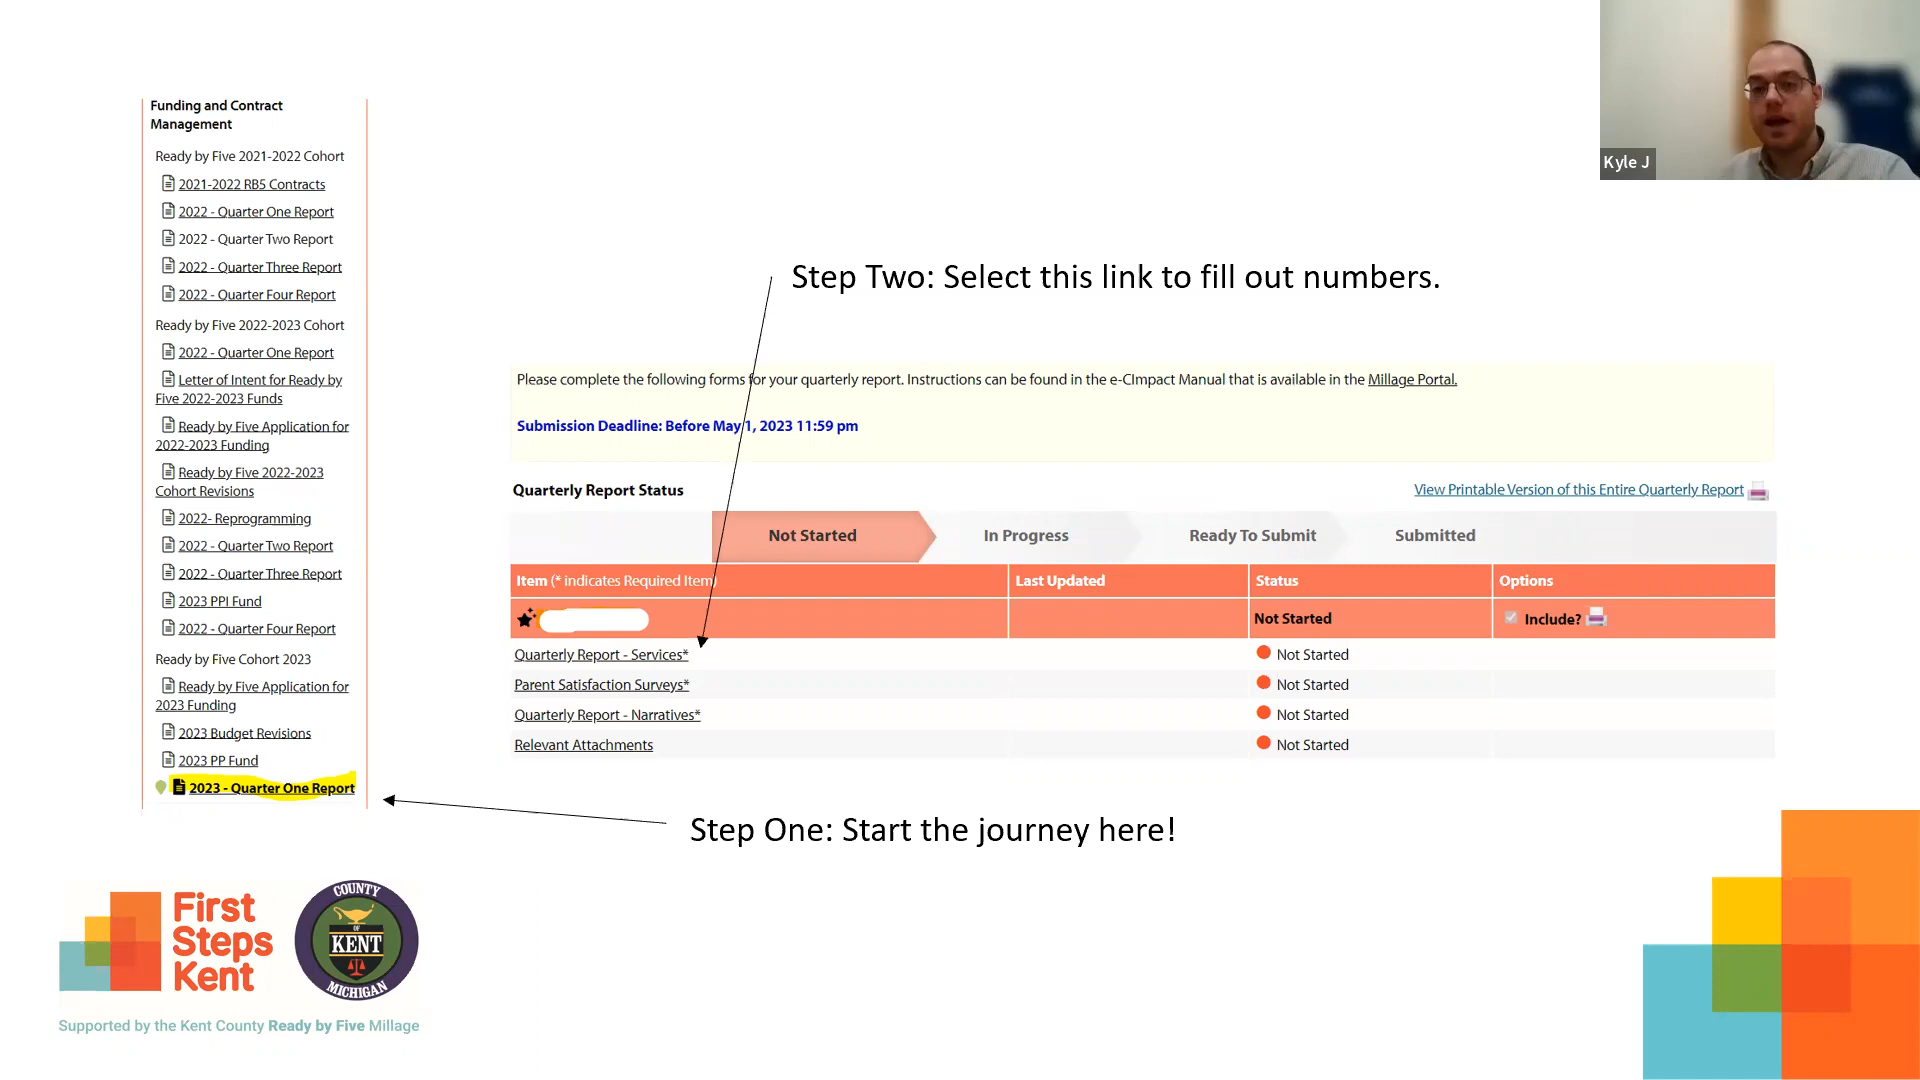 Funding and Contract
Management
Ready by Five 2021-2022 Cohort
2021-2022 RB5 Contracts
2022 - Quarter One Report
2022 - Quarter Two Report
2022 - Quarter Three Report
2022 - Quarter Four Report
Ready by Five 2022-2023 Cohort
2022 - Quarter One Report
Letter of Intent for Ready by
Five 2022-2023 Funds
Ready by Five Application for
2022-2023 Funding
Ready by Five 2022-2023
Cohort Revisions
2022- Reprogramming
2022 - Quarter Two Report
2022 - Quarter Three Report
2023 PPI Fund
2022 - Quarter Four Report
Ready by Five Cohort 2023
Ready by Five Application for
2023 Funding
2023 Budget Revisions
2023 PP Fund
2023 - Quarter One Report
Kyle J
Step Two: Select this link to fill out numbers.
Please complete the following forms for your quarterly report. Instructions can be found in the e-CImpact Manual that is available in the Millage Portal.
Submission Deadline: Before May 1, 2023 11:59 pm
Quarterly Report Status
View Printable Version of this Entire Quarterly Report
Not Started In Progress Ready To Submit Submitted
Item (* indicates Required Item) Last Updated Status Options
Not Started Include?
Quarterly Report - Services* Not Started
Parent Satisfaction Surveys* Not Started
Quarterly Report - Narratives* Not Started
Relevant Attachments Not Started
Step One: Start the journey here!
First
Steps
Kent
COUNTY
OF
KENT
MICHIGAN
Supported by the Kent County Ready by Five Millage